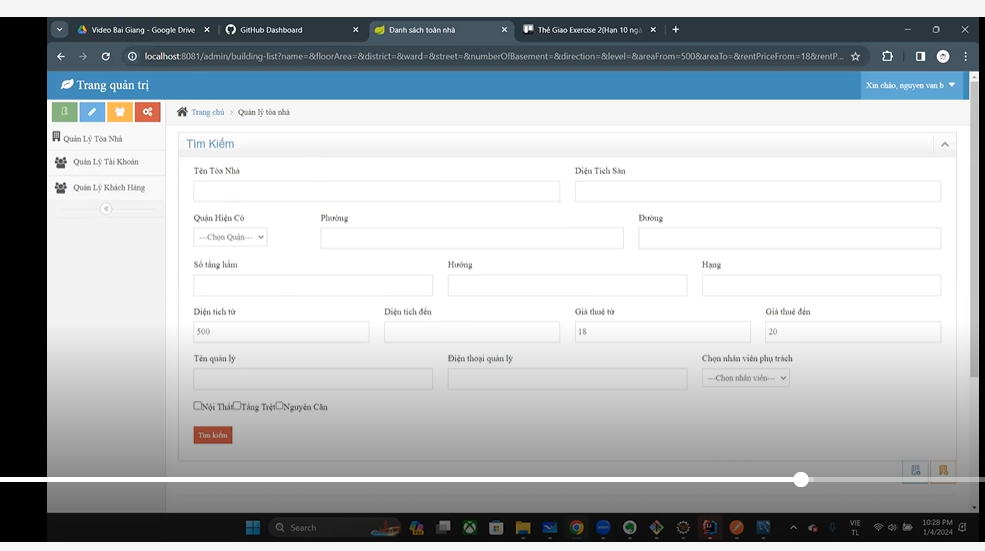 Video Bai Giang - Google Drive
GitHub Dashboard
Danh sách toàn nhà
Thẻ Giao Exercise 2(Hạn 10 ngà
localhost:8081/admin/building-list?name=&floorArea=&district=&ward=&street=&numberOfBasement=&direction=&level=&areaFrom=500&areaTo=&rentPriceFrom=18&rentP...
Trang quản trị
Xin chào, nguyen van b
Trang chủ > Quản lý tòa nhà
Quản Lý Tòa Nhà
Quản Lý Tài Khoản
Quản Lý Khách Hàng
Tìm Kiếm
Tên Tòa Nhà
Diện Tích Sàn
Quận Hiện Có
Phường
Đường
---Chọn Quận---
Số tầng hầm
Hướng
Hạng
Diện tích từ
Diện tích đến
Giá thuê từ
Giá thuê đến
500
18
20
Tên quản lý
Điện thoại quản lý
Chọn nhân viên phụ trách
---Chọn nhân viên---
Nội Thất Tầng Trệt Nguyên Căn
Tìm kiếm
Search
VIE
TL
10:28 PM
1/4/2024